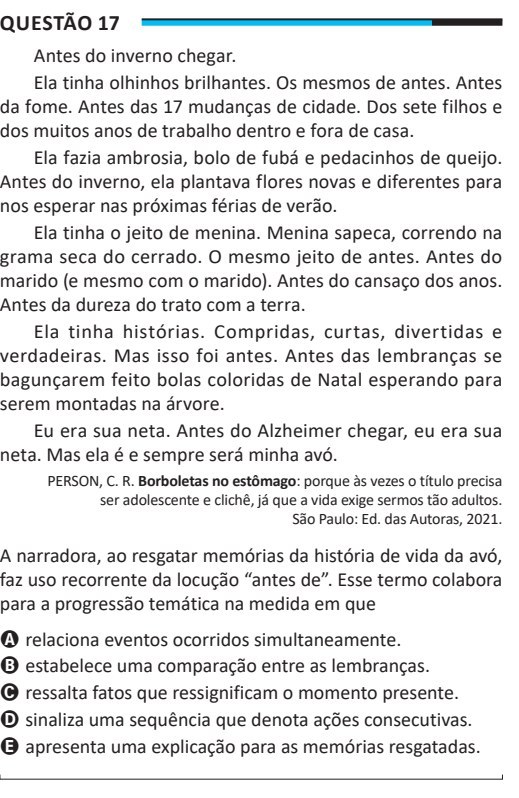 QUESTÃO 17
Antes do inverno chegar.
Ela tinha olhinhos brilhantes. Os mesmos de antes. Antes
da fome. Antes das 17 mudanças de cidade. Dos sete filhos e
dos muitos anos de trabalho dentro e fora de casa.
Ela fazia ambrosia, bolo de fubá e pedacinhos de queijo.
Antes do inverno, ela plantava flores novas e diferentes para
nos esperar nas próximas férias de verão.
Ela tinha o jeito de menina. Menina sapeca, correndo na
grama seca do cerrado. O mesmo jeito de antes. Antes do
marido (e mesmo com o marido). Antes do cansaço dos anos.
Antes da dureza do trato com a terra.
Ela tinha histórias. Compridas, curtas, divertidas e
verdadeiras. Mas isso foi antes. Antes das lembranças se
bagunçarem feito bolas coloridas de Natal esperando para
serem montadas na árvore.
Eu era sua neta. Antes do Alzheimer chegar, eu era sua
neta. Mas ela é e sempre será minha avó.
PERSON, C. R. Borboletas no estômago: porque às vezes o título precisa
ser adolescente e clichê, já que a vida exige sermos tão adultos.
São Paulo: Ed. das Autoras, 2021.
A narradora, ao resgatar memórias da história de vida da avó,
faz uso recorrente da locução “antes de”. Esse termo colabora
para a progressão temática na medida em que
A relaciona eventos ocorridos simultaneamente.
B estabelece uma comparação entre as lembranças.
C ressalta fatos que ressignificam o momento presente.
D sinaliza uma sequência que denota ações consecutivas.
E apresenta uma explicação para as memórias resgatadas.